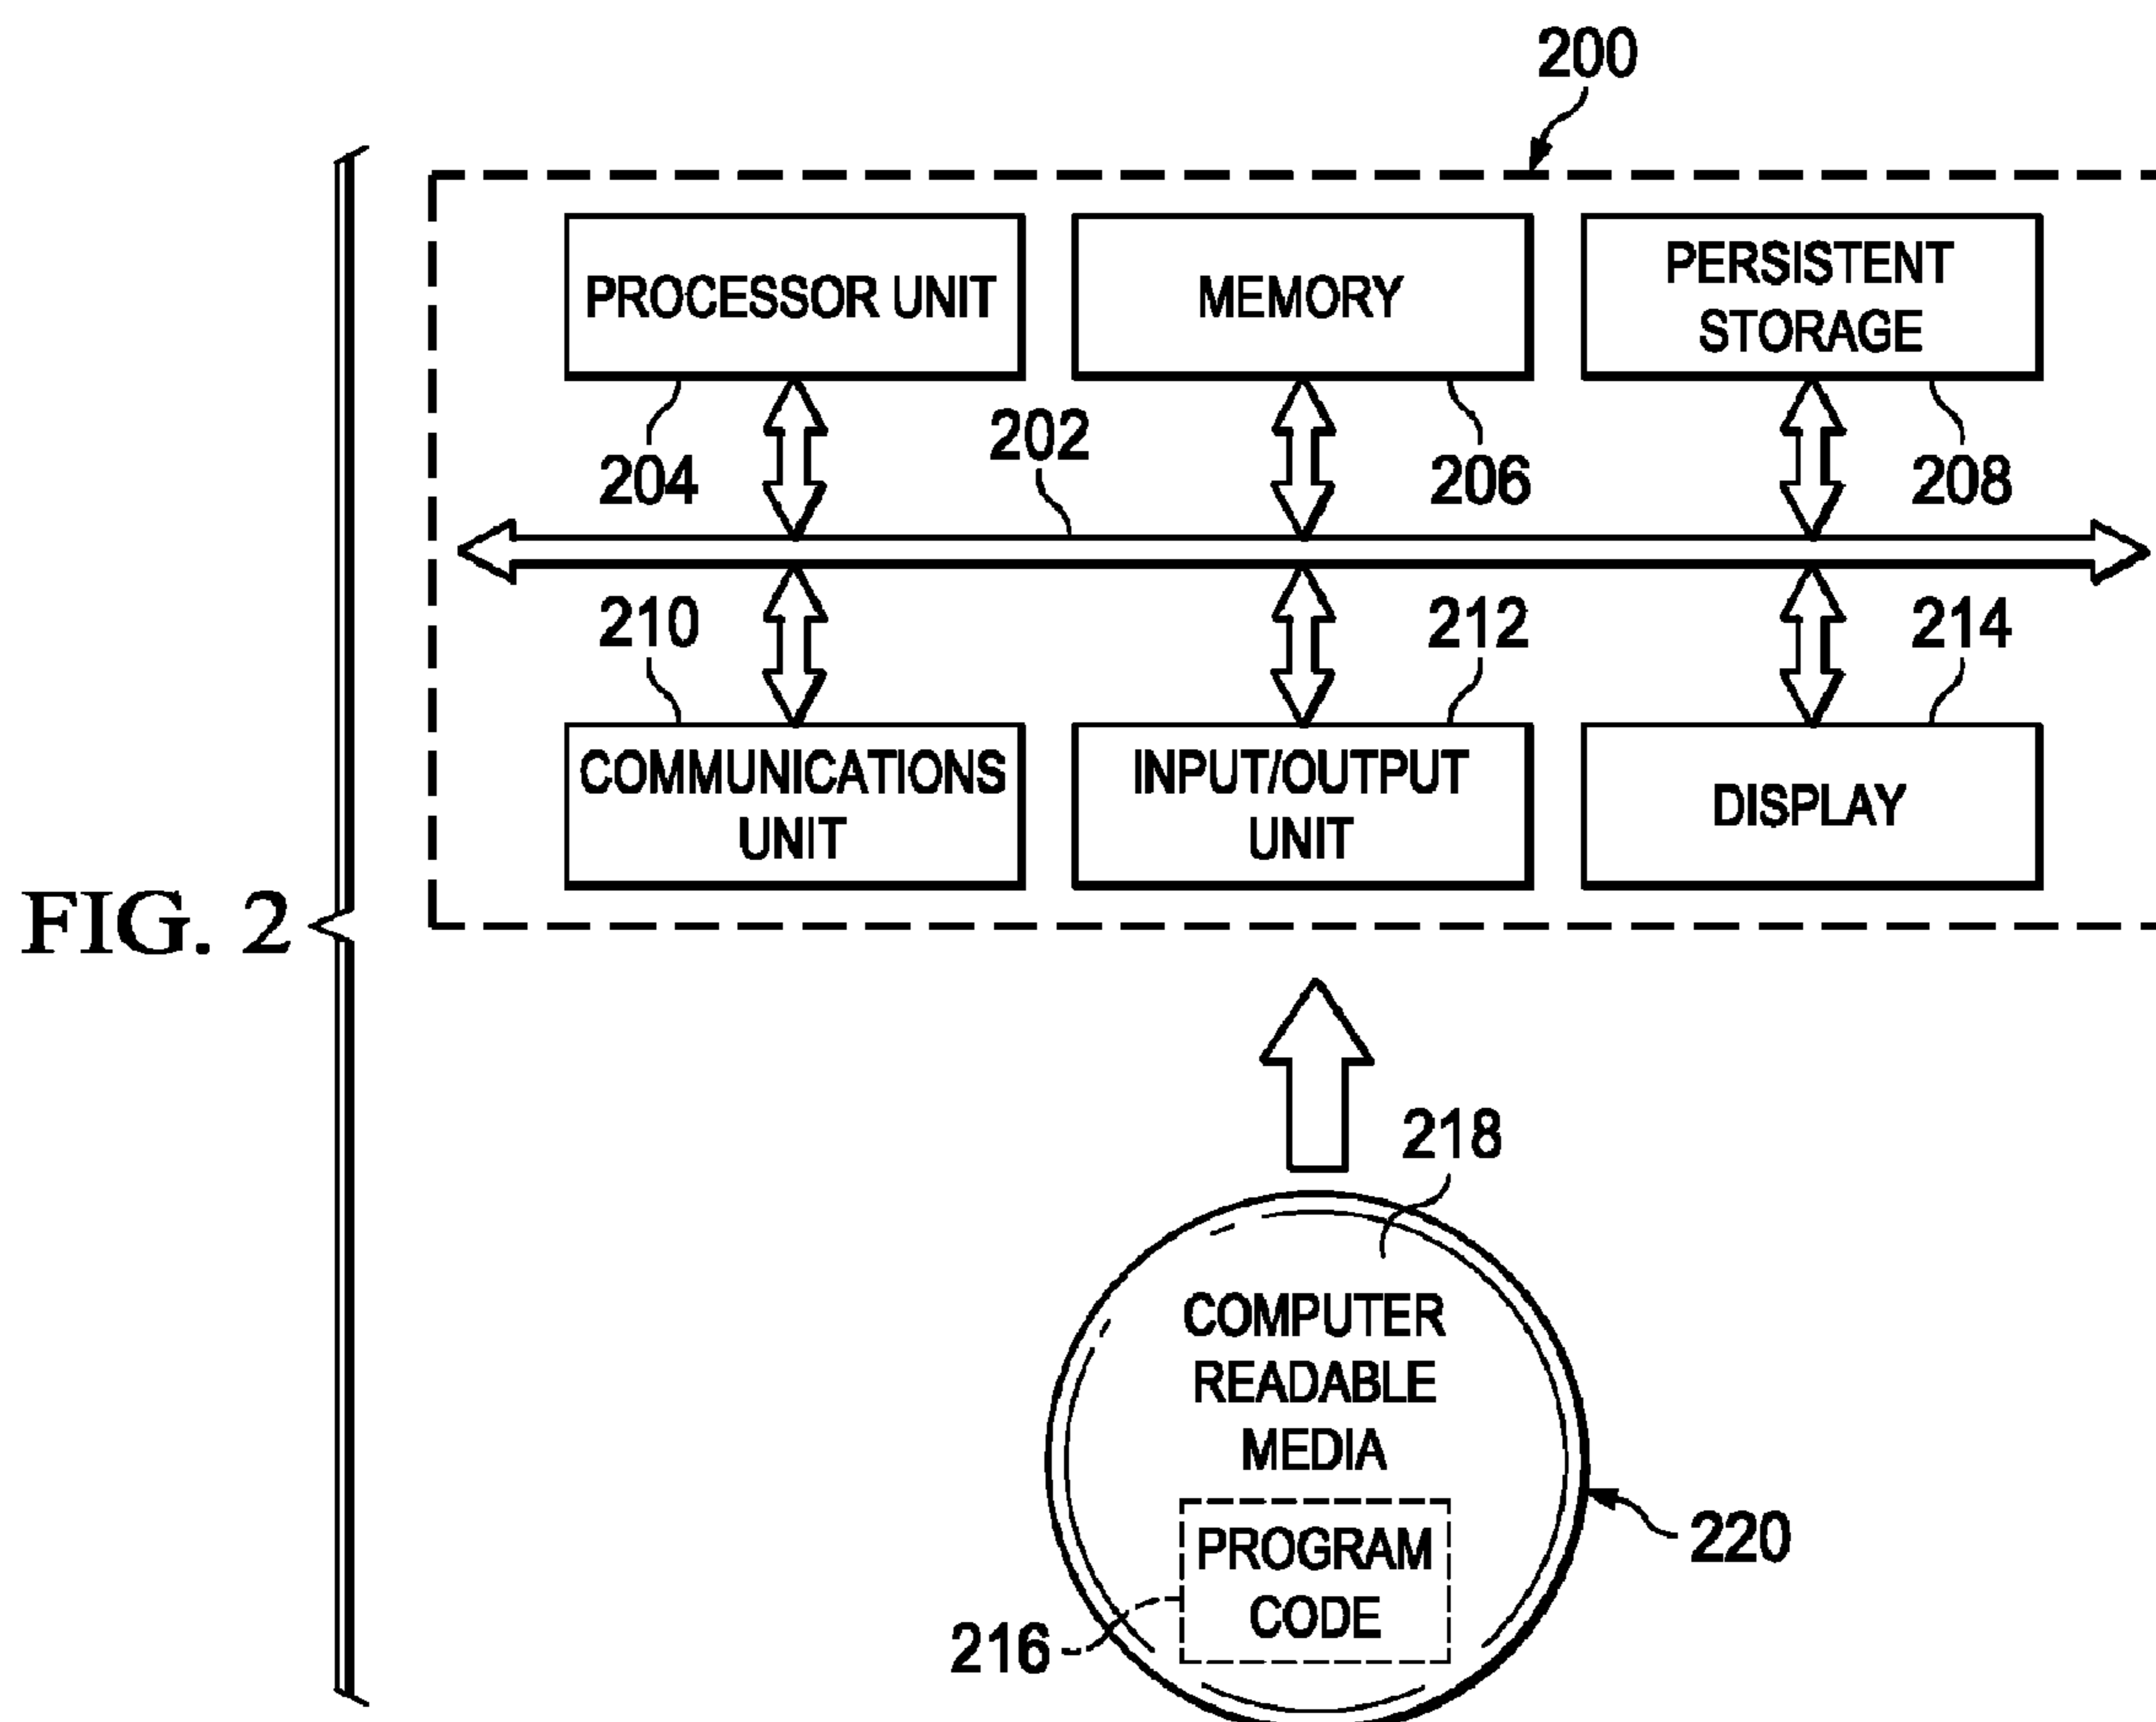 200
PROCESSOR UNIT
MEMORY
PERSISTENT
STORAGE
204
202
206
208
210
212
214
COMMUNICATIONS
UNIT
INPUT/OUTPUT
UNIT
DISPLAY
FIG. 2
218
COMPUTER
READABLE
MEDIA
PROGRAM
CODE
220
216